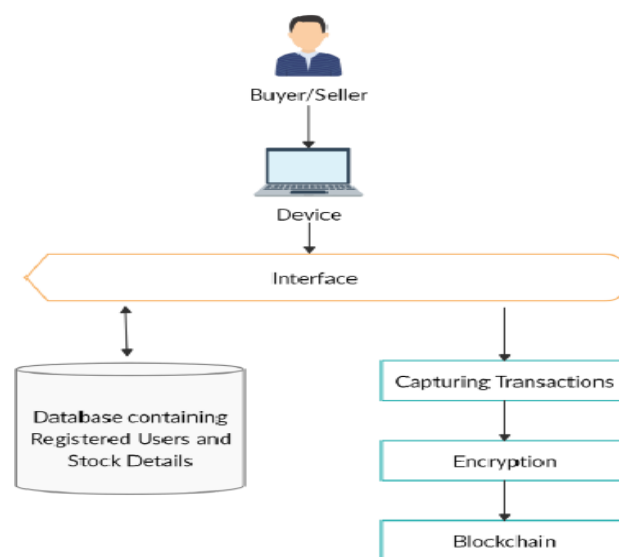 Buyer/Seller
Device
Interface
Database containing
Registered Users and
Stock Details
Capturing Transactions
Encryption
Blockchain